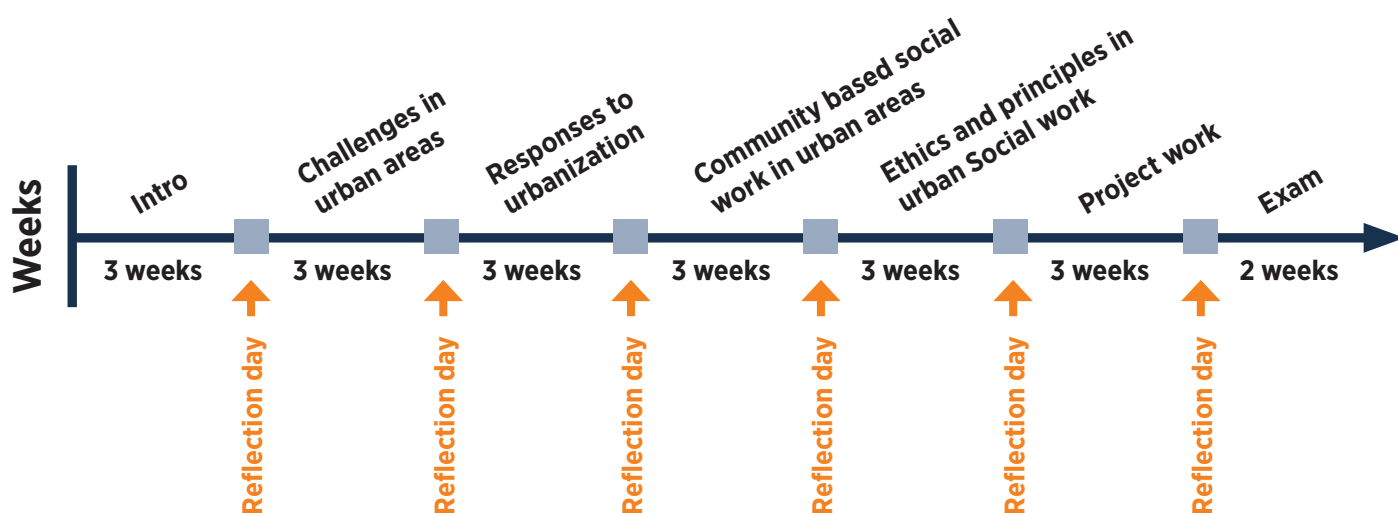 Weeks
Intro
Challenges in
urban areas
Responses to
urbanization
Community based social
work in urban areas
Ethics and principles in
urban Social work
Project work
Exam
3 weeks
3 weeks
3 weeks
3 weeks
3 weeks
3 weeks
2 weeks
Reflection day
Reflection day
Reflection day
Reflection day
Reflection day
Reflection day